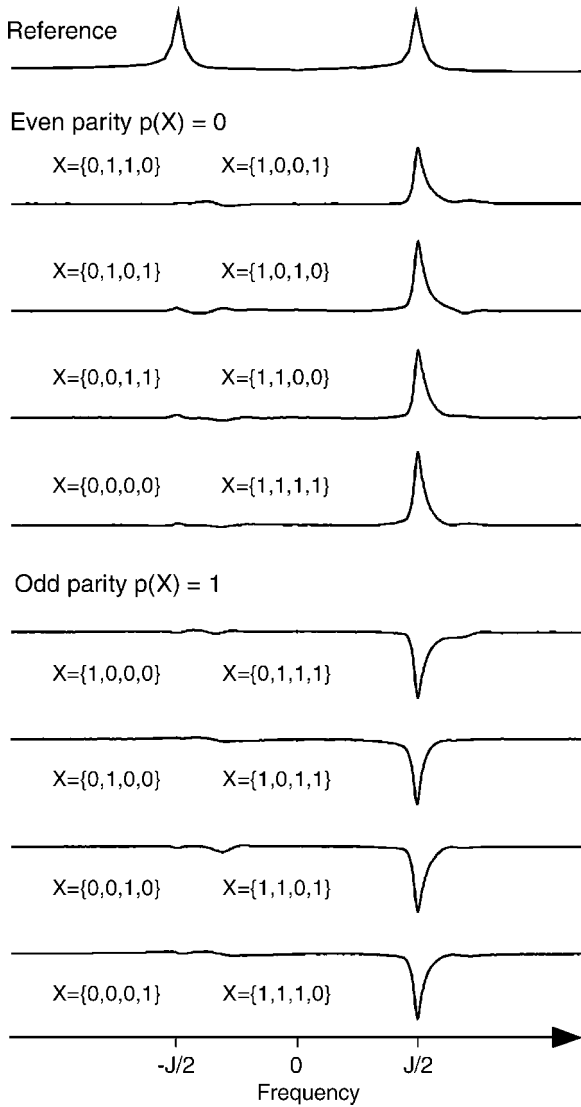 Reference
Even parity p(X) = 0
X={0,1,1,0} X={1,0,0,1}
X={0,1,0,1} X={1,0,1,0}
X={0,0,1,1} X={1,1,0,0}
X={0,0,0,0} X={1,1,1,1}
Odd parity p(X) = 1
X={1,0,0,0} X={0,1,1,1}
X={0,1,0,0} X={1,0,1,1}
X={0,0,1,0} X={1,1,0,1}
X={0,0,0,1} X={1,1,1,0}
-J/2 0 J/2
Frequency